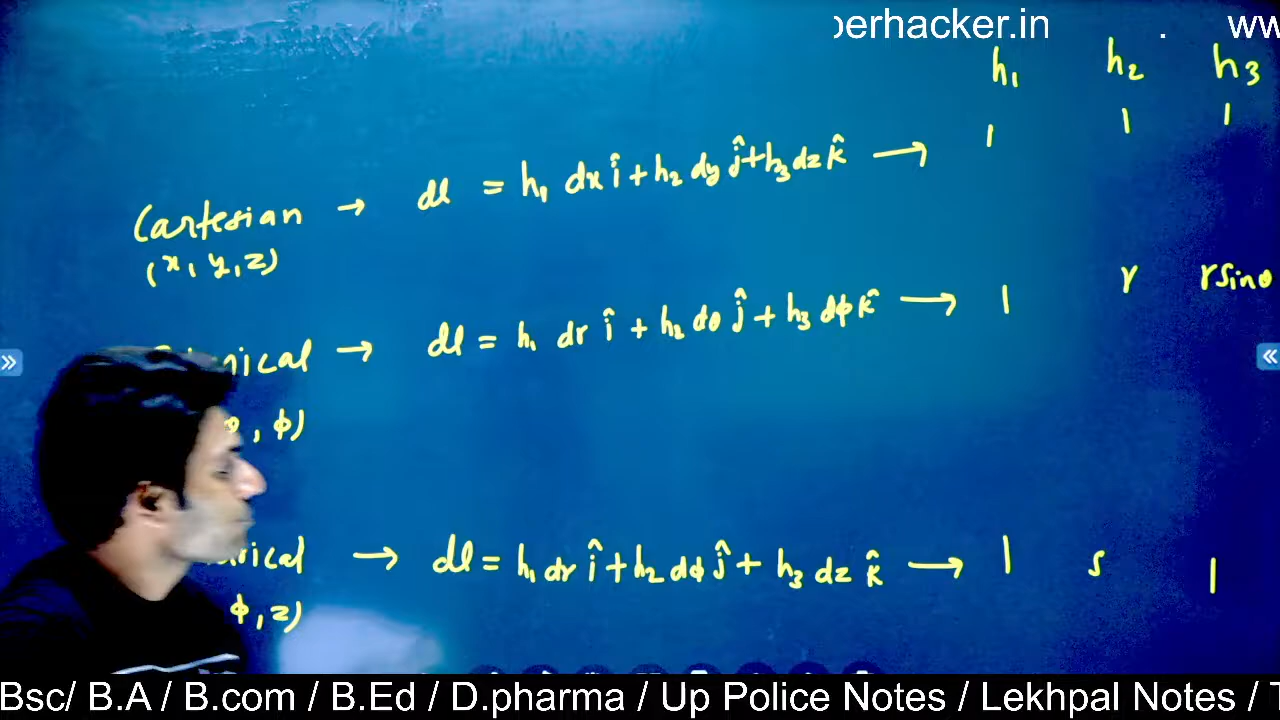 perhacker.in . ww
h₁ h₂ h₃
Cartesian → dl = h₁ dx î + h₂ dy ĵ + h₃ dz k̂ → 1 1 1
(x, y, z)
ical → dl = h₁ dr î + h₂ dθ ĵ + h₃ dϕ k̂ → 1 r rsinθ
, ϕ)
rical → dl = h₁ dr î + h₂ dϕ ĵ + h₃ dz k̂ → 1 s 1
ϕ, z)
Bsc/ B.A / B.com / B.Ed / D.pharma / Up Police Notes / Lekhpal Notes / T